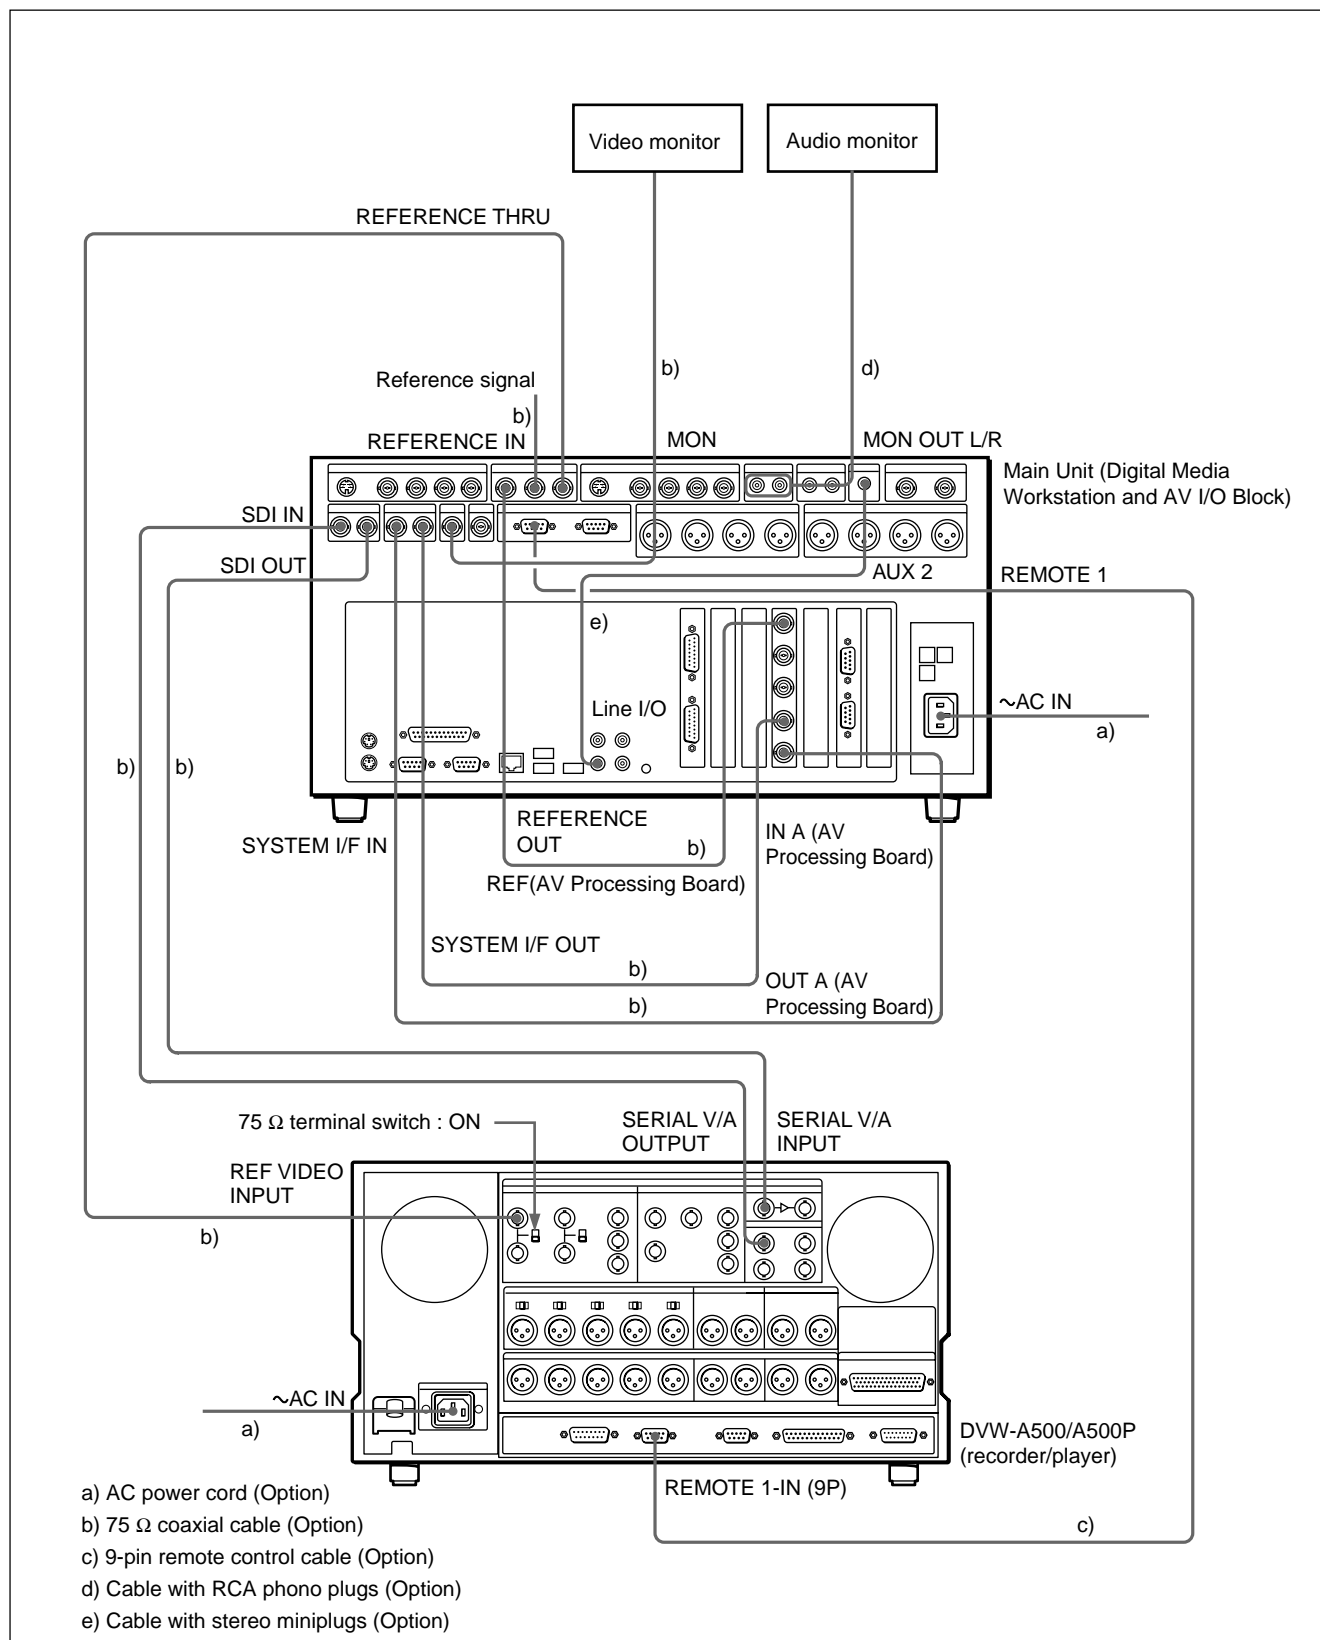 Video monitor
Audio monitor
REFERENCE THRU
b)
d)
Reference signal
b)
REFERENCE IN
MON
MON OUT L/R
Main Unit (Digital Media
Workstation and AV I/O Block)
SDI IN
SDI OUT
AUX 2
REMOTE 1
e)
Line I/O
~AC IN
a)
b)
b)
SYSTEM I/F IN
REFERENCE
OUT
b)
IN A (AV
Processing Board)
REF(AV Processing Board)
SYSTEM I/F OUT
b)
OUT A (AV
Processing Board)
b)
75 Ω terminal switch : ON
SERIAL V/A
OUTPUT
SERIAL V/A
INPUT
REF VIDEO
INPUT
b)
~AC IN
a)
DVW-A500/A500P
(recorder/player)
REMOTE 1-IN (9P)
c)
a) AC power cord (Option)
b) 75 Ω coaxial cable (Option)
c) 9-pin remote control cable (Option)
d) Cable with RCA phono plugs (Option)
e) Cable with stereo miniplugs (Option)